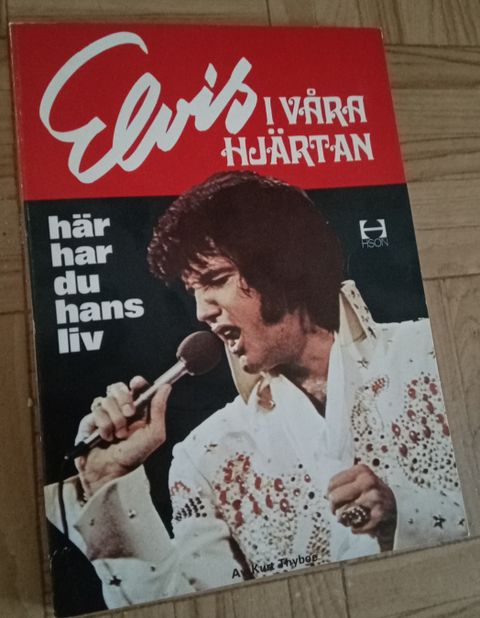 Elvis I VÅRA
HJÄRTAN
här
har
du
hans
liv
HSON
Av Kurt Thyboe